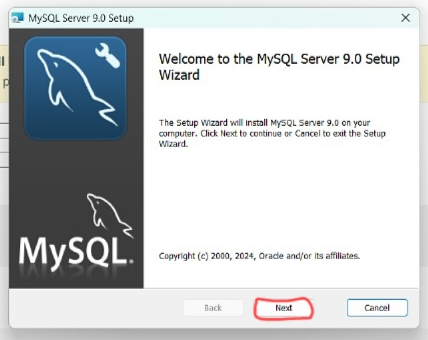 MySQL Server 9.0 Setup
Welcome to the MySQL Server 9.0 Setup
Wizard
The Setup Wizard will install MySQL Server 9.0 on your
computer. Click Next to continue or Cancel to exit the Setup
Wizard.
MySQL.
Copyright (c) 2000, 2024, Oracle and/or its affiliates.
Back
Next
Cancel